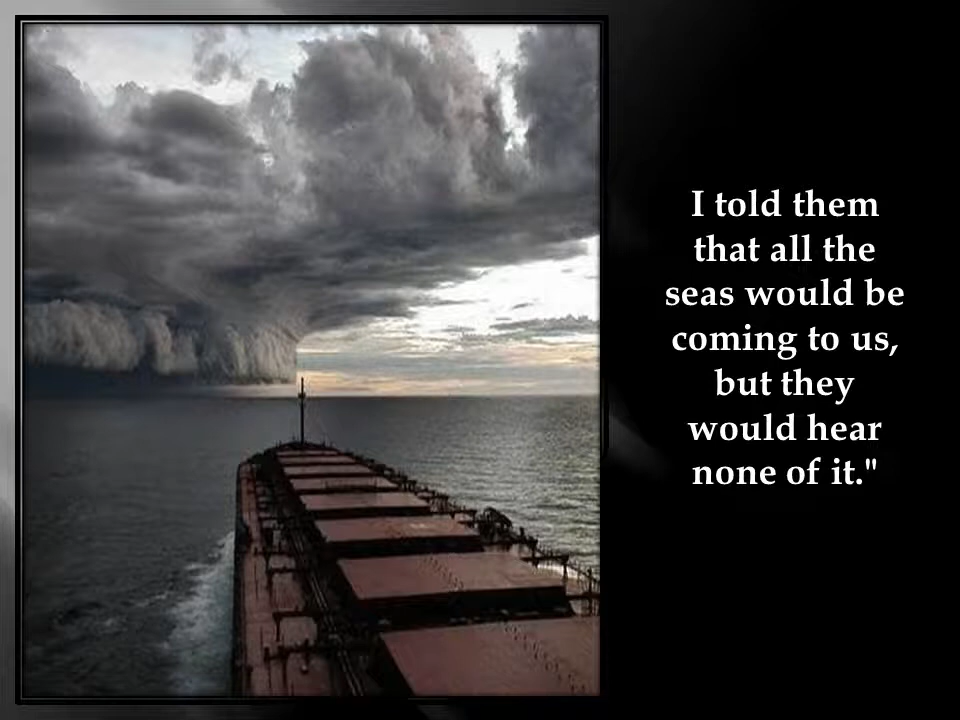 I told them
that all the
seas would be
coming to us,
but they
would hear
none of it."